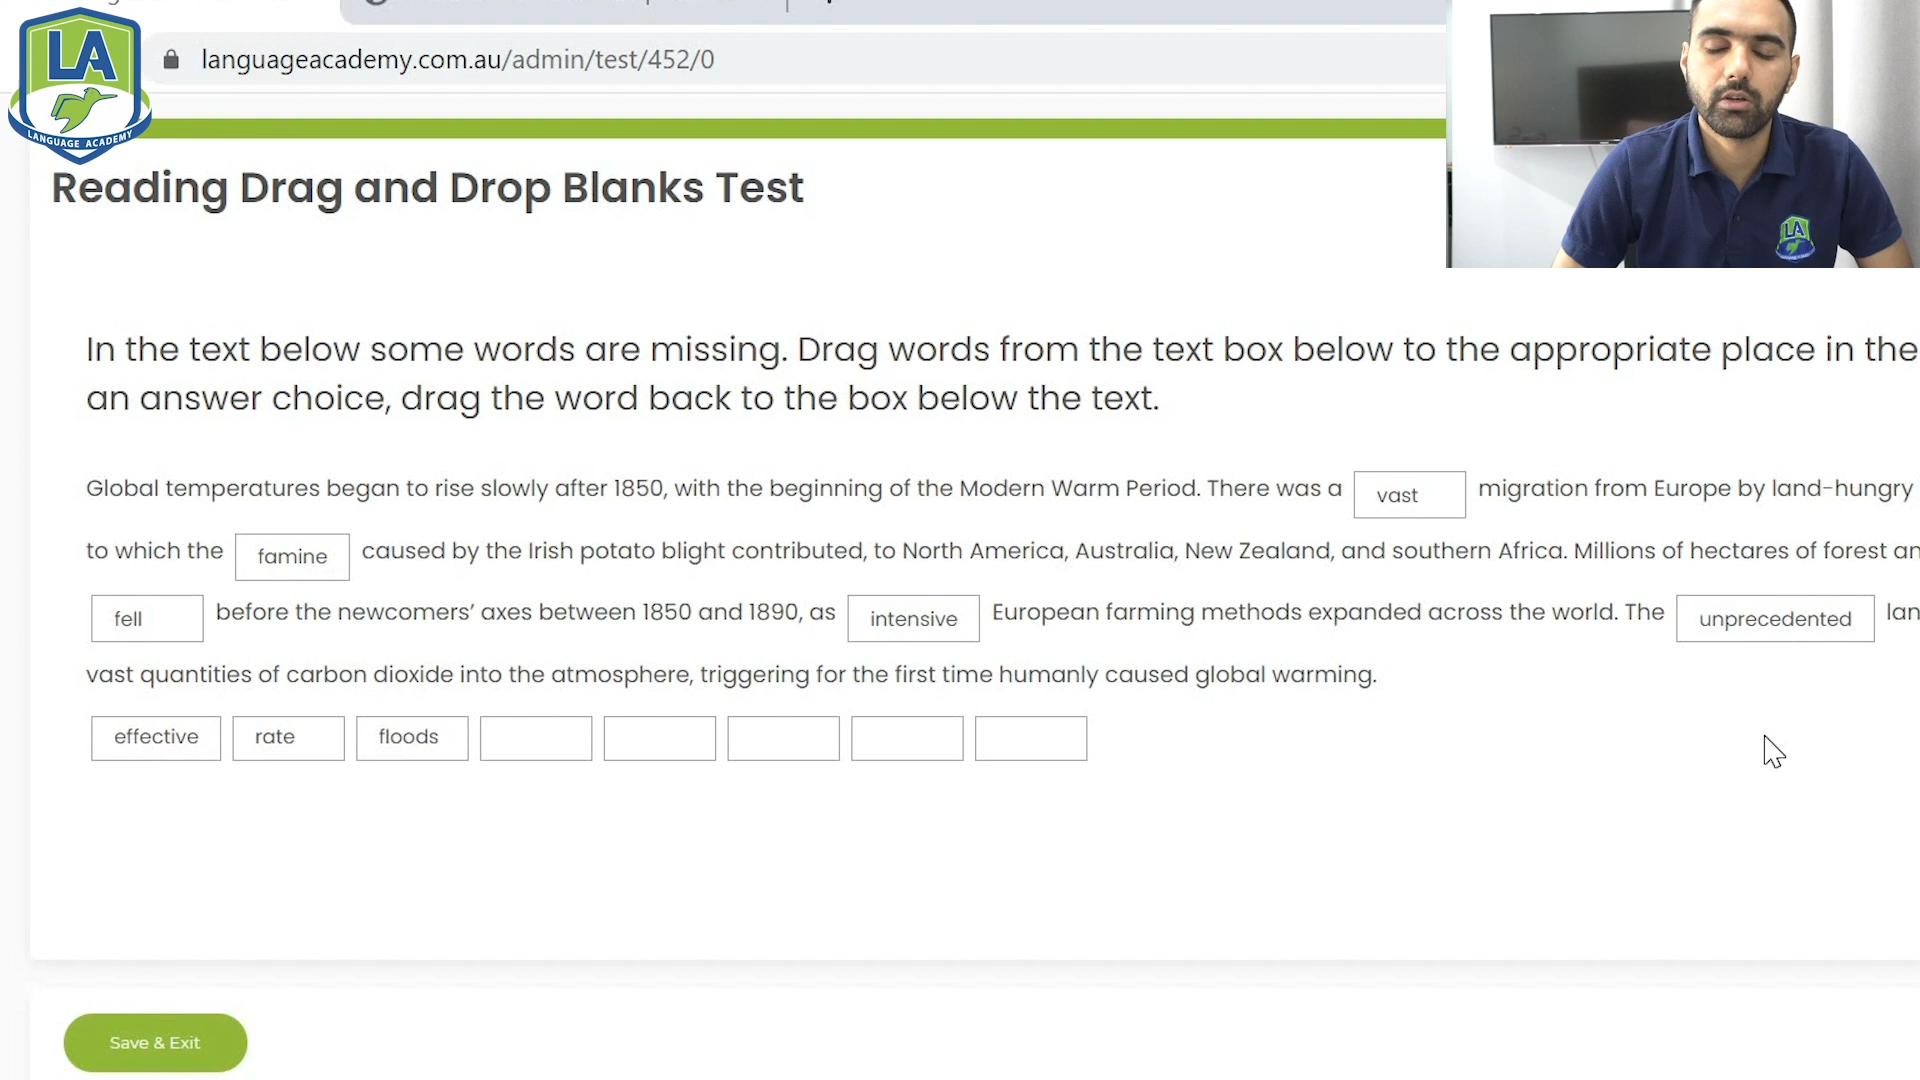 LA
LANGUAGE ACADEMY
languageacademy.com.au/admin/test/452/0
LA
Reading Drag and Drop Blanks Test
In the text below some words are missing. Drag words from the text box below to the appropriate place in the
an answer choice, drag the word back to the box below the text.
Global temperatures began to rise slowly after 1850, with the beginning of the Modern Warm Period. There was a vast migration from Europe by land-hungry
to which the famine caused by the Irish potato blight contributed, to North America, Australia, New Zealand, and southern Africa. Millions of hectares of forest an
fell before the newcomers’ axes between 1850 and 1890, as intensive European farming methods expanded across the world. The unprecedented lan
vast quantities of carbon dioxide into the atmosphere, triggering for the first time humanly caused global warming.
effective rate floods
Save & Exit